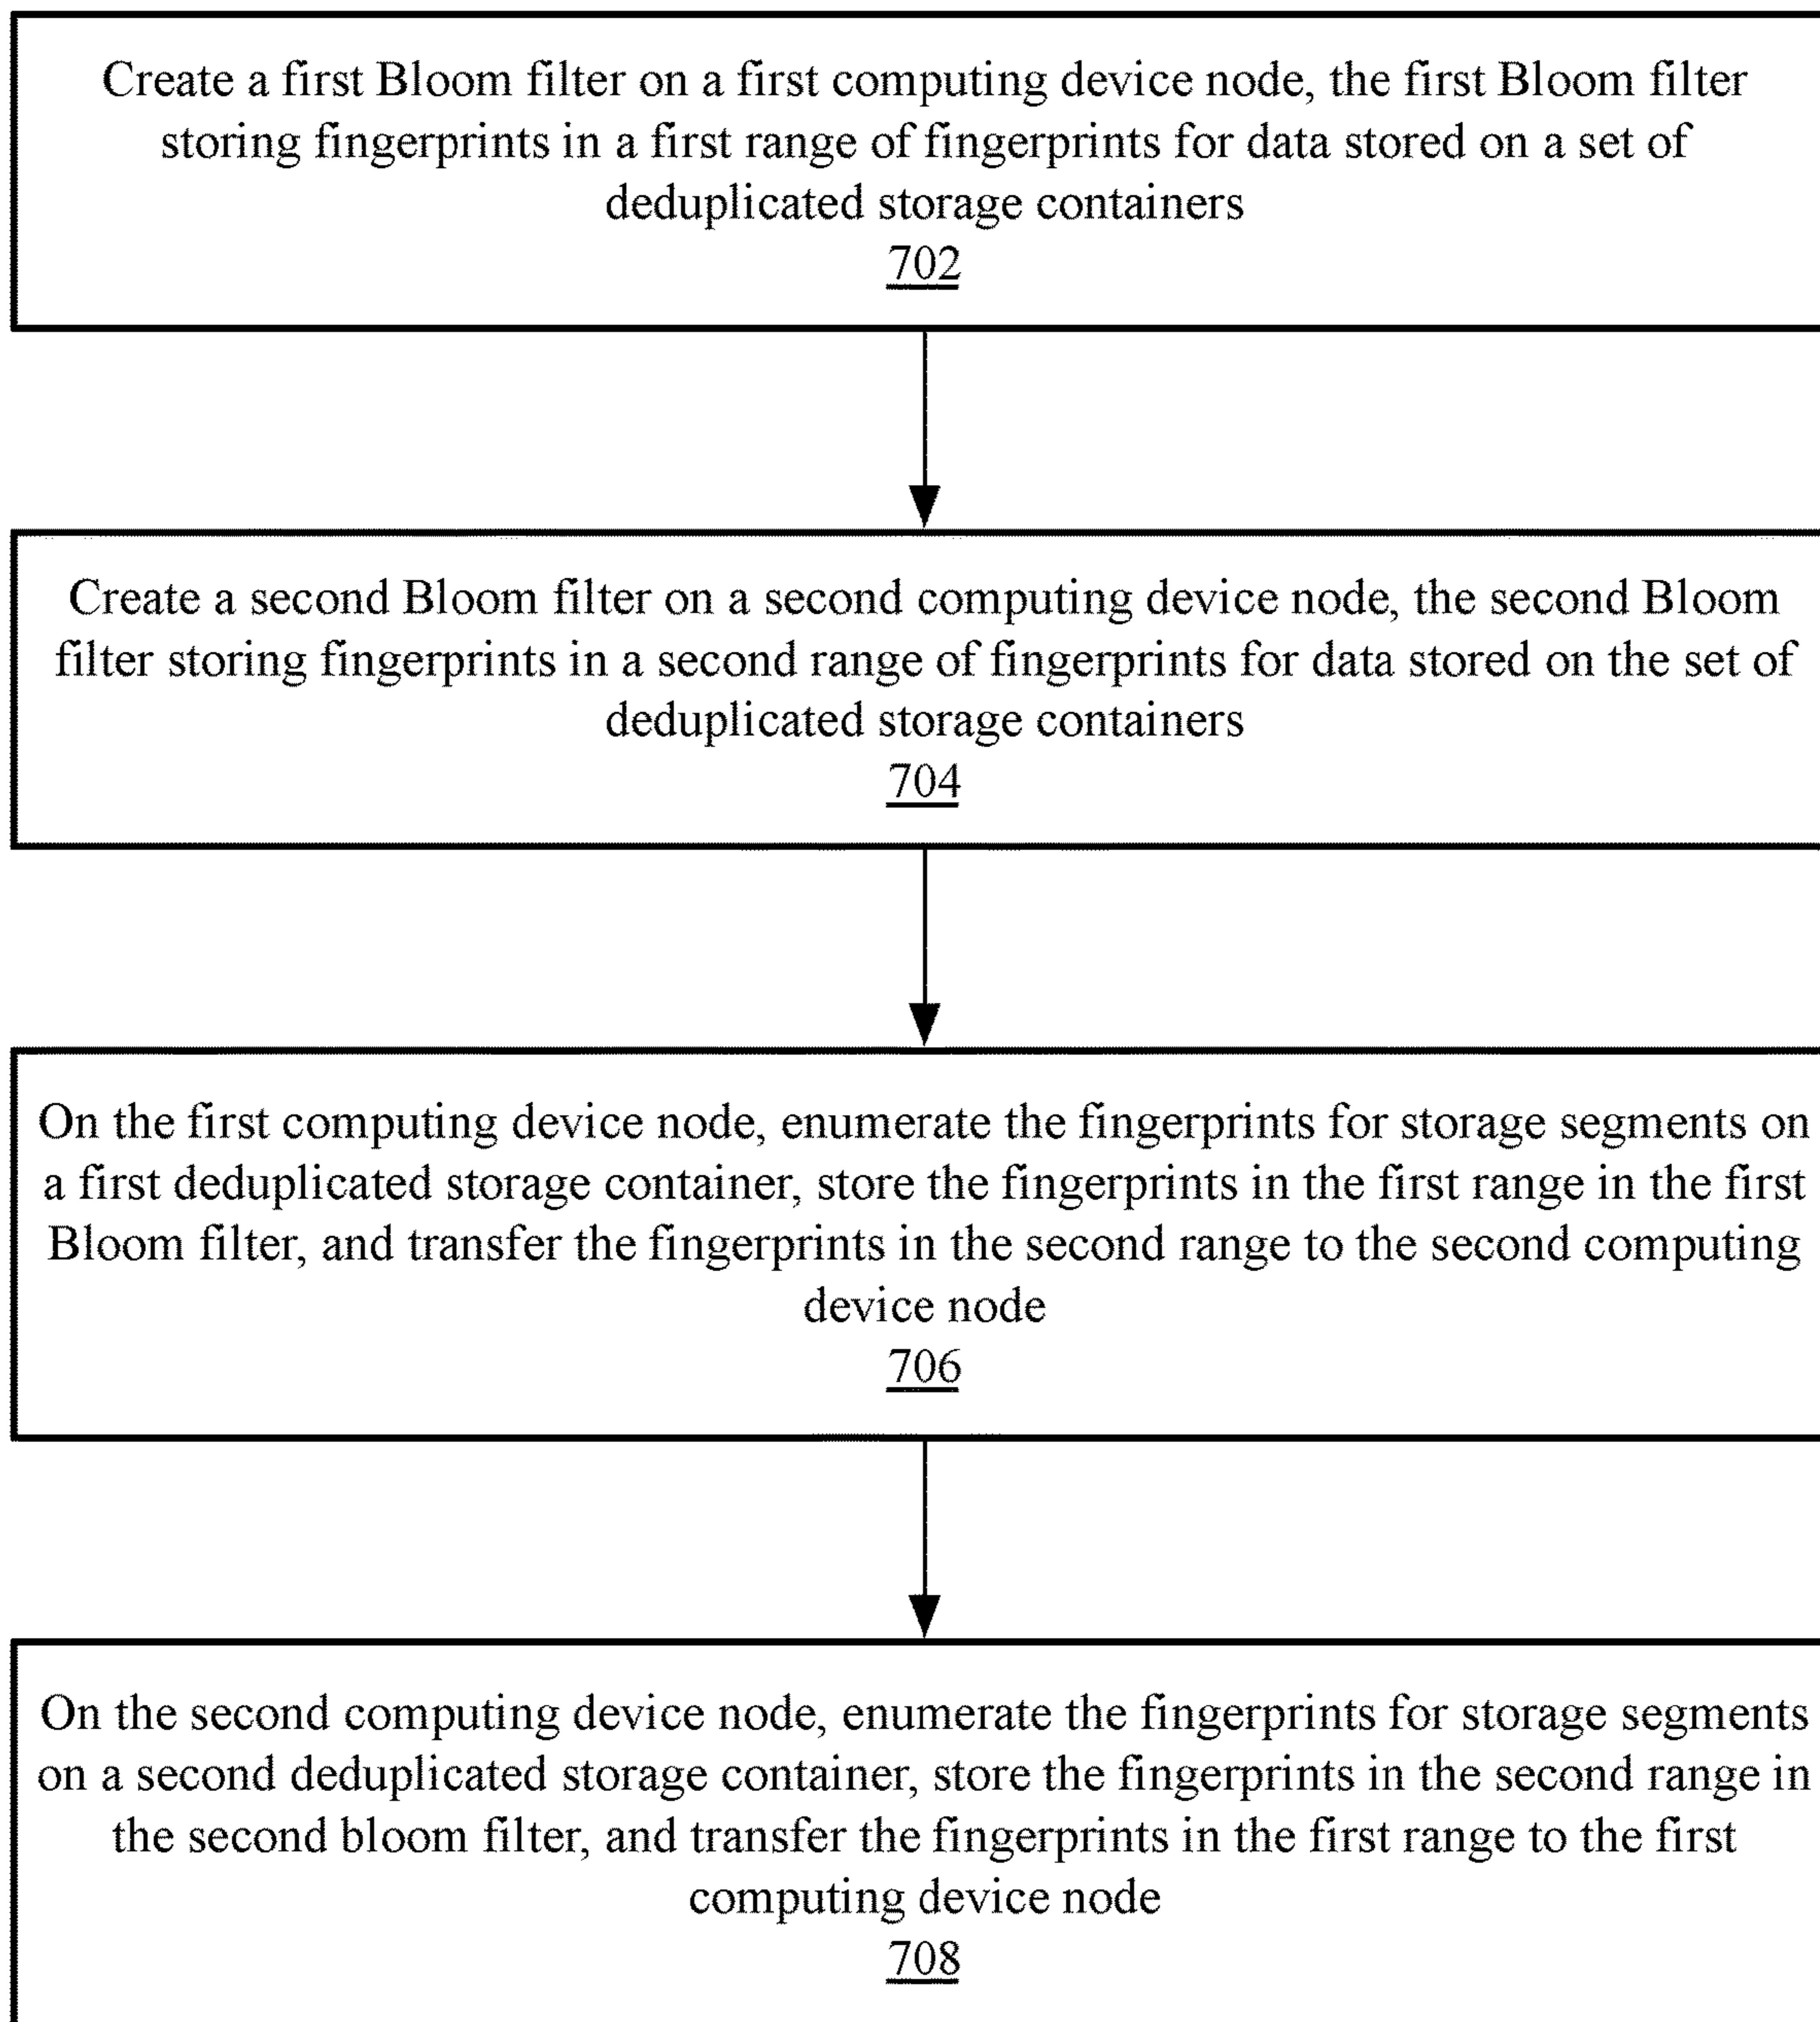 Create a first Bloom filter on a first computing device node, the first Bloom filter
storing fingerprints in a first range of fingerprints for data stored on a set of
deduplicated storage containers
702
Create a second Bloom filter on a second computing device node, the second Bloom
filter storing fingerprints in a second range of fingerprints for data stored on the set of
deduplicated storage containers
704
On the first computing device node, enumerate the fingerprints for storage segments on
a first deduplicated storage container, store the fingerprints in the first range in the first
Bloom filter, and transfer the fingerprints in the second range to the second computing
device node
706
On the second computing device node, enumerate the fingerprints for storage segments
on a second deduplicated storage container, store the fingerprints in the second range in
the second bloom filter, and transfer the fingerprints in the first range to the first
computing device node
708